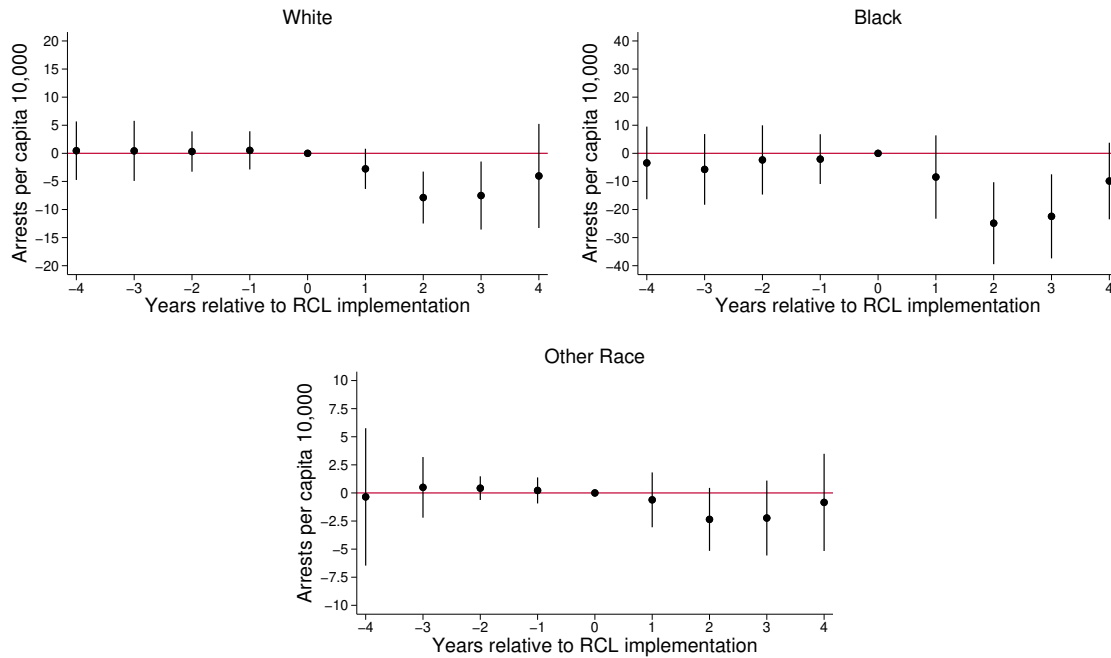 White
Arrests per capita 10,000
20
15
10
5
0
−5
−10
−15
−20
−4 −3 −2 −1 0 1 2 3 4
Years relative to RCL implementation
Black
Arrests per capita 10,000
40
30
20
10
0
−10
−20
−30
−40
−4 −3 −2 −1 0 1 2 3 4
Years relative to RCL implementation
Other Race
Arrests per capita 10,000
10
7.5
5
2.5
0
−2.5
−5
−7.5
−10
−4 −3 −2 −1 0 1 2 3 4
Years relative to RCL implementation